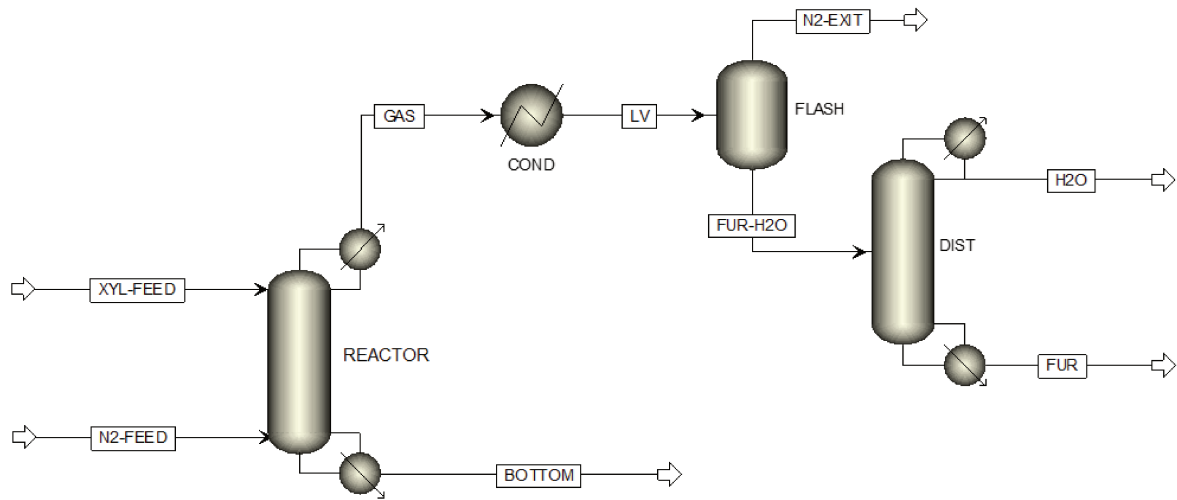 N2-EXIT
GAS
LV
FLASH
COND
H2O
FUR-H2O
DIST
XYL-FEED
REACTOR
FUR
N2-FEED
BOTTOM